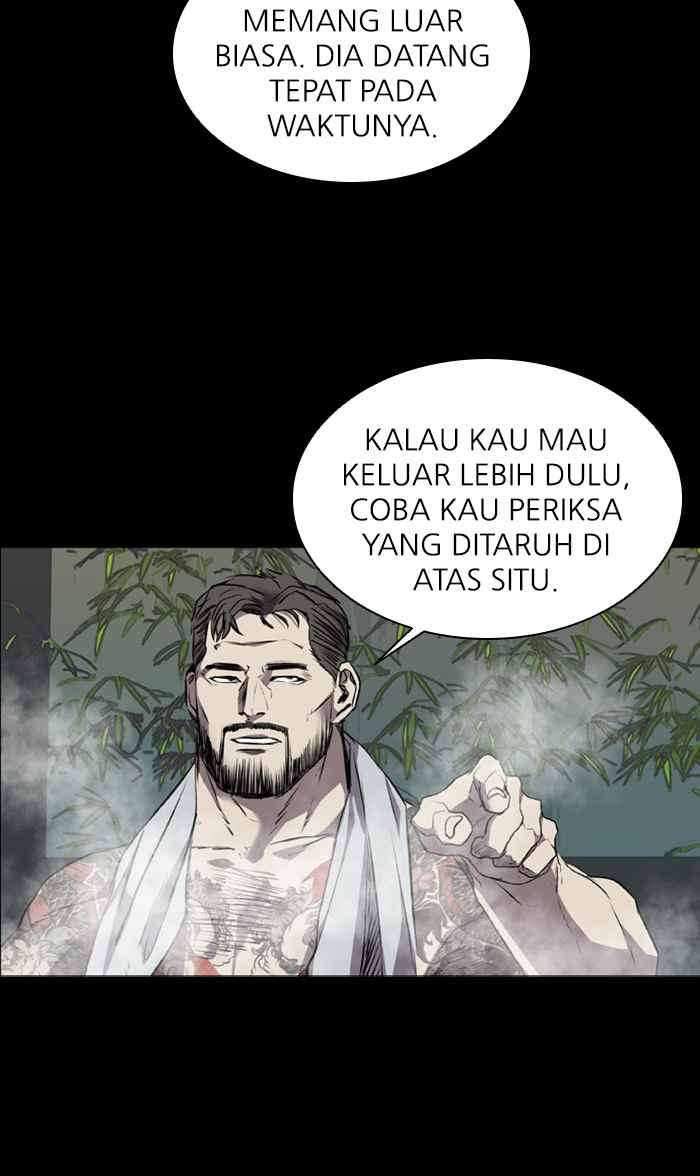 MEMANG LUAR
BIASA. DIA DATANG
TEPAT PADA
WAKTUNYA.
KALAU KAU MAU
KELUAR LEBIH DULU,
COBA KAU PERIKSA
YANG DITARUH DI
ATAS SITU.